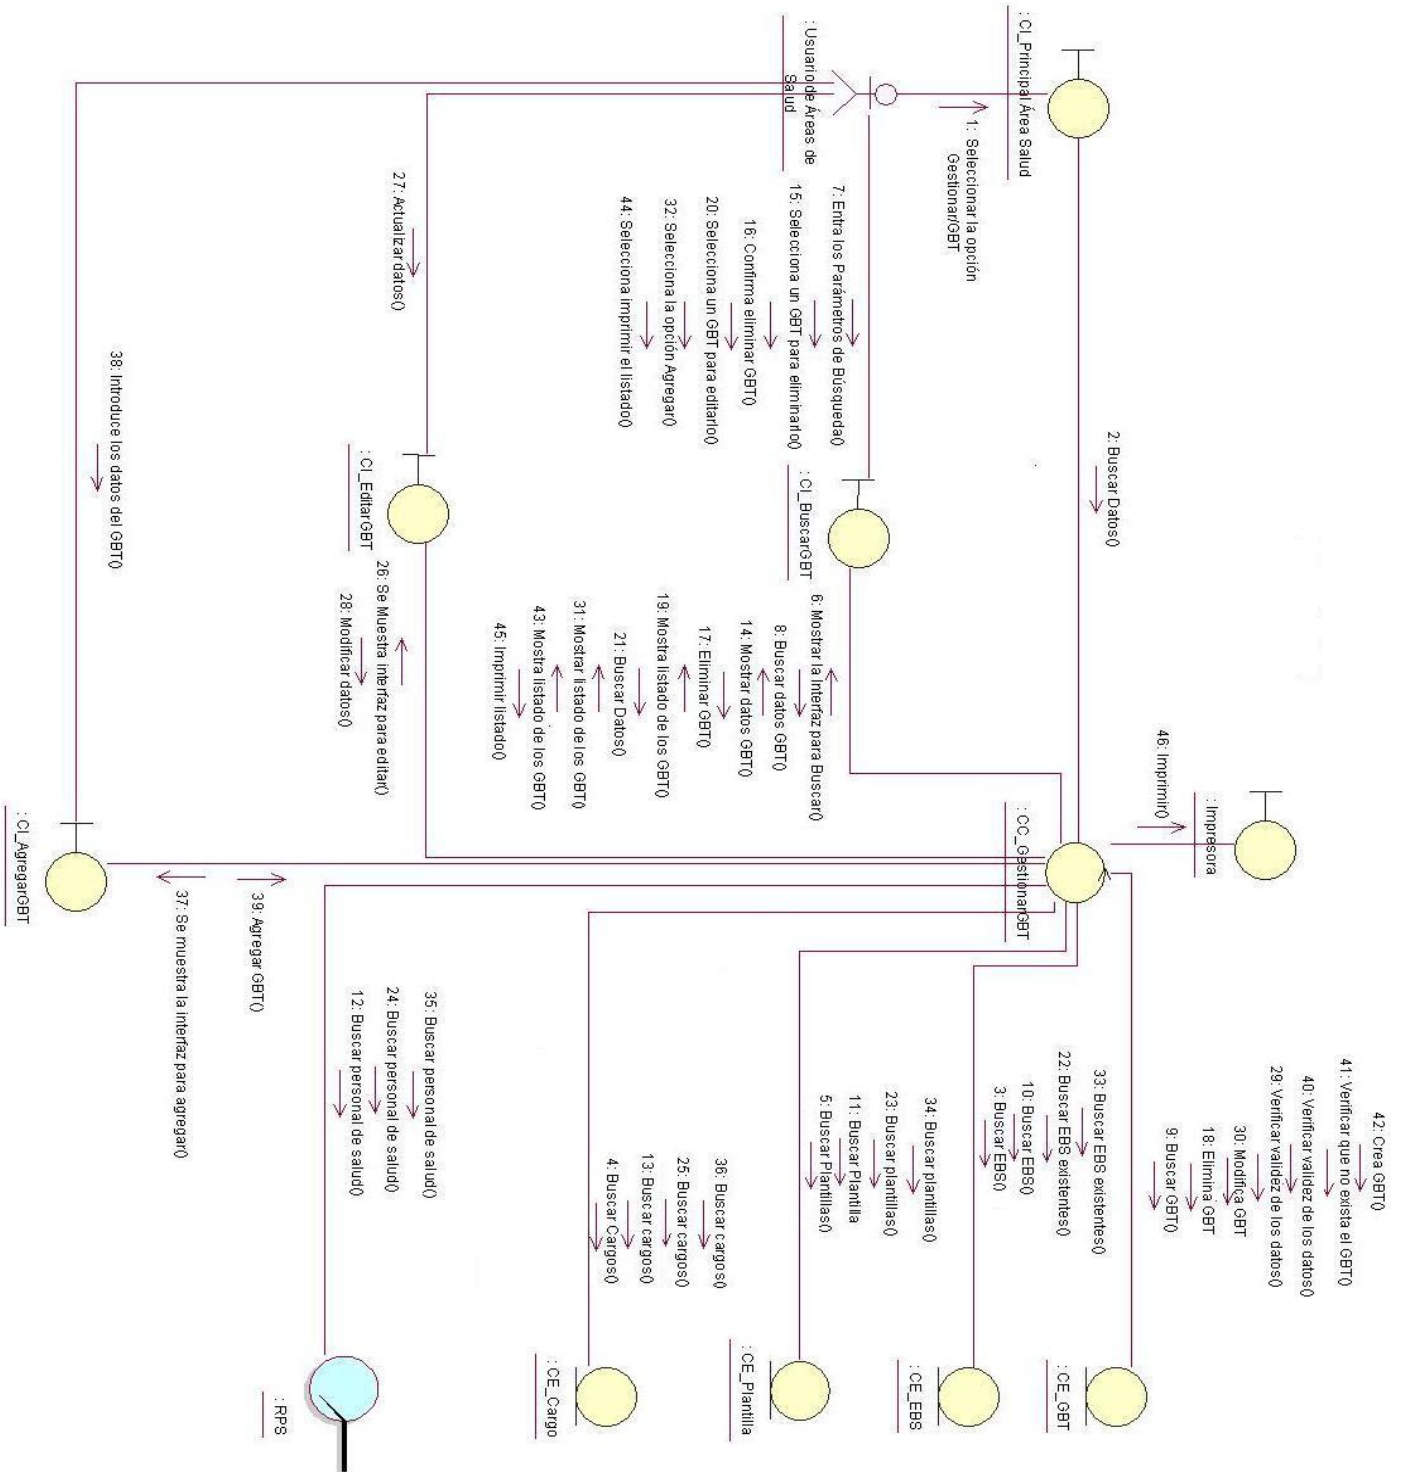 : CI_Principal Área Salud
: Usuario de Áreas de
Salud
1: Seleccionar la opción
Gestionar/GBT
2: Buscar Datos()
7: Entra los Parámetros de Búsqueda()
15: Selecciona un GBT para eliminarlo()
16: Confirma eliminar GBT()
20: Selecciona un GBT para editarlo()
32: Selecciona la opción Agregar()
44: Selecciona imprimir el listado()
27: Actualizar datos()
38: Introduce los datos del GBT()
: CI_BuscarGBT
: CI_EditarGBT
: CI_AgregarGBT
6: Mostrar la Interfaz para Buscar()
8: Buscar datos GBT()
14: Mostrar datos GBT()
17: Eliminar GBT()
19: Mostra listado de los GBT()
21: Buscar Datos()
31: Mostrar listado de los GBT()
43: Mostra listado de los GBT()
45: Imprimir listado()
26: Se Muestra interfaz para editar()
28: Modificar datos()
46: Imprimir()
: Impresora
: CC_GestionarGBT
39: Agregar GBT()
37: Se muestra la interfaz para agregar()
42: Crea GBT()
41: Verificar que no exista el GBT()
40: Verificar validez de los datos()
29: Verificar validez de los datos()
30: Modifica GBT
18: Elimina GBT
9: Buscar GBT()
33: Buscar EBS existentes()
22: Buscar EBS existentes()
10: Buscar EBS()
3: Buscar EBS()
34: Buscar plantillas()
23: Buscar plantillas()
11: Buscar Plantilla
5: Buscar Plantillas()
36: Buscar cargos()
25: Buscar cargos()
13: Buscar cargos()
4: Buscar Cargos()
35: Buscar personal de salud()
24: Buscar personal de salud()
12: Buscar personal de salud()
: CE_GBT
: CE_EBS
: CE_Plantilla
: CE_Cargo
: RPS